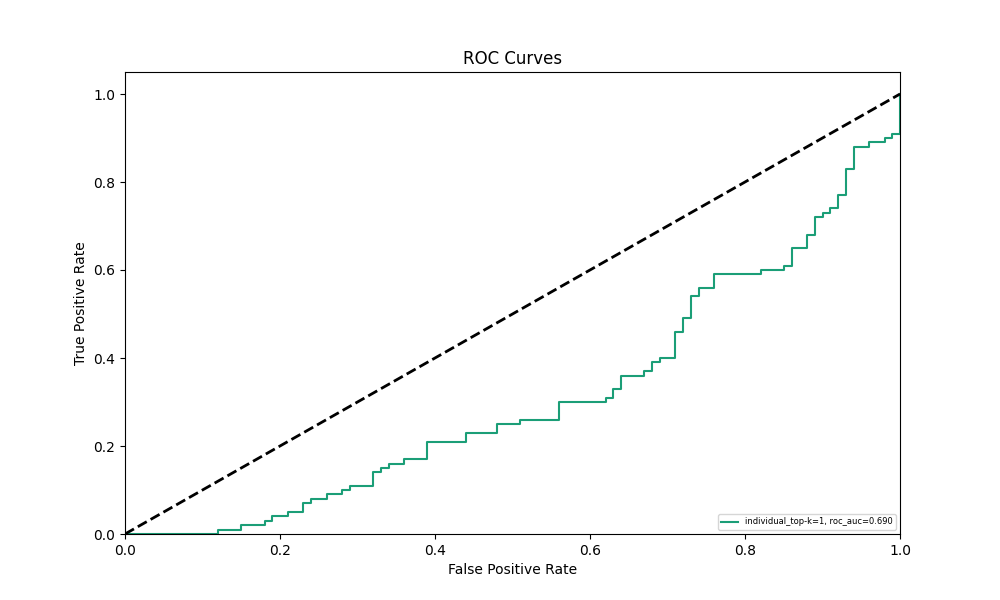 ROC Curves
True Positive Rate
1.0
0.8
0.6
0.4
0.2
0.0
individual_top-k=1, roc_auc=0.690
0.0 0.2 0.4 0.6 0.8 1.0
False Positive Rate